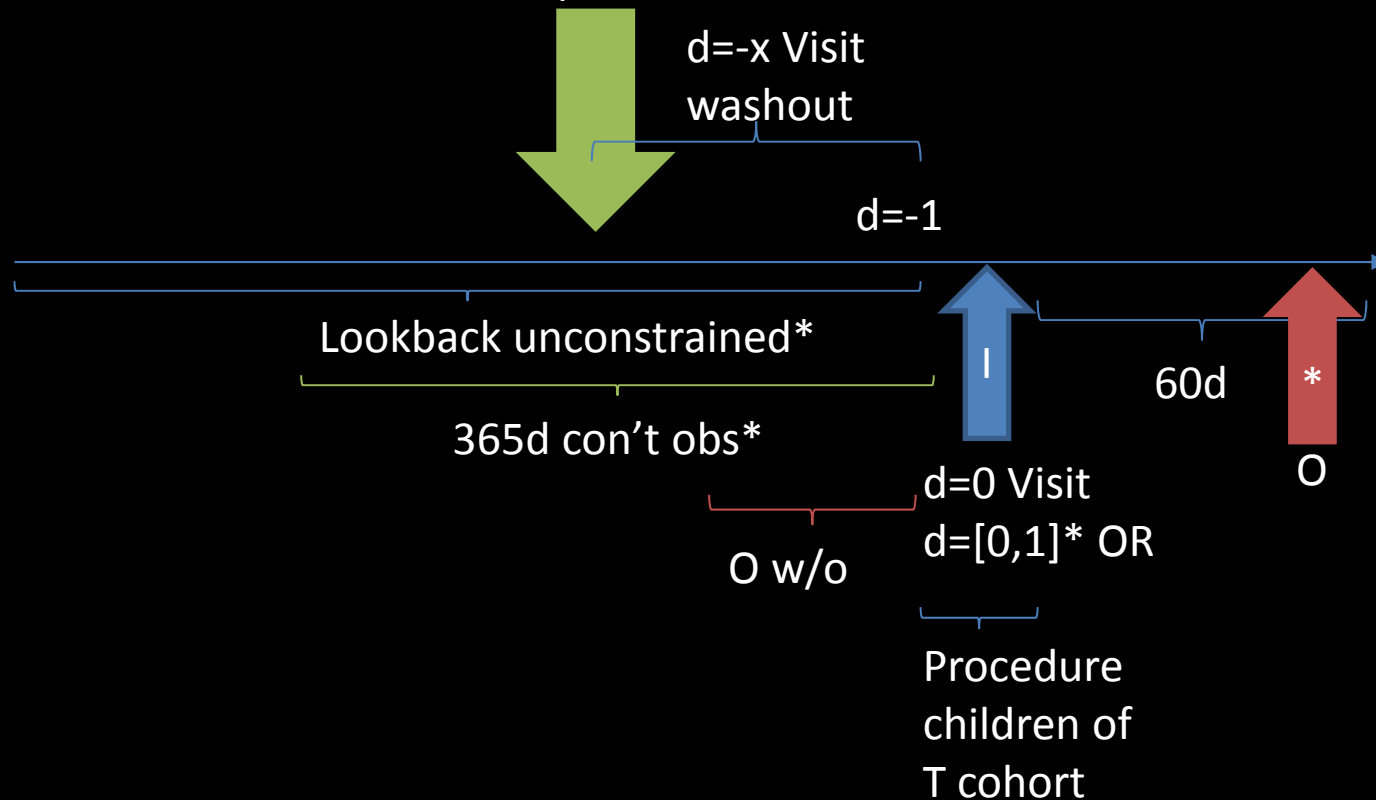 d=-x Visit
washout
d=-1
Lookback unconstrained*
365d con't obs*
I
60d
*
O
d=0 Visit
d=[0,1]* OR
O w/o
Procedure
children of
T cohort